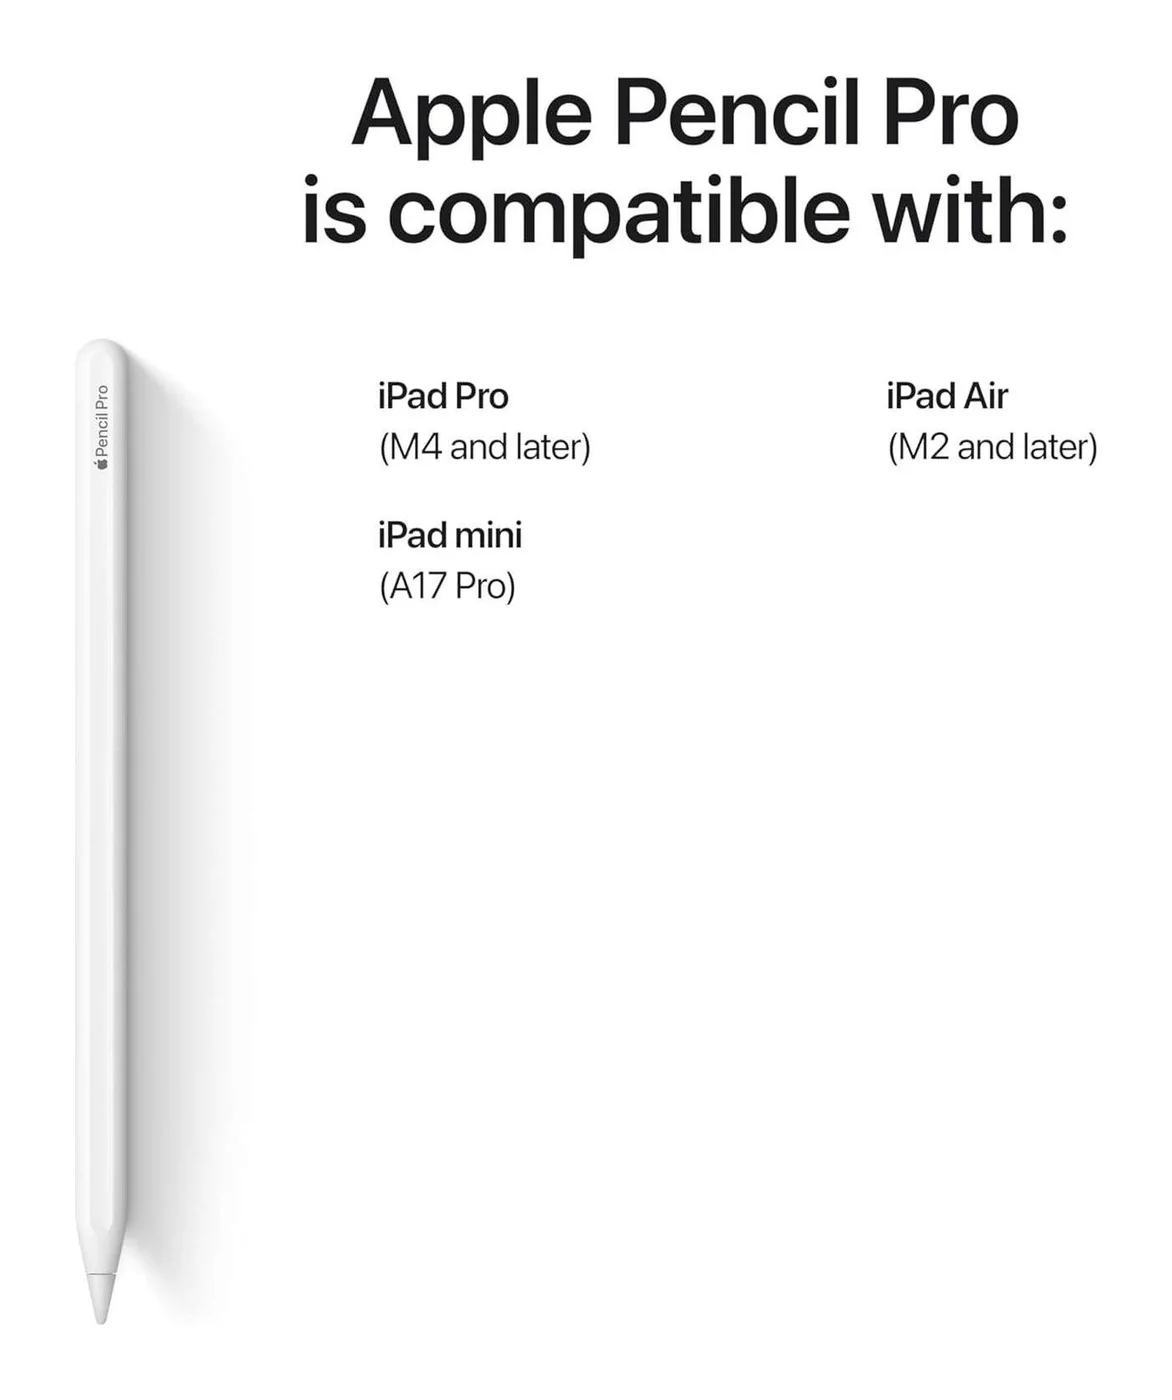 Apple Pencil Pro
is compatible with:
Pencil Pro
iPad Pro
(M4 and later)
iPad Air
(M2 and later)
iPad mini
(A17 Pro)